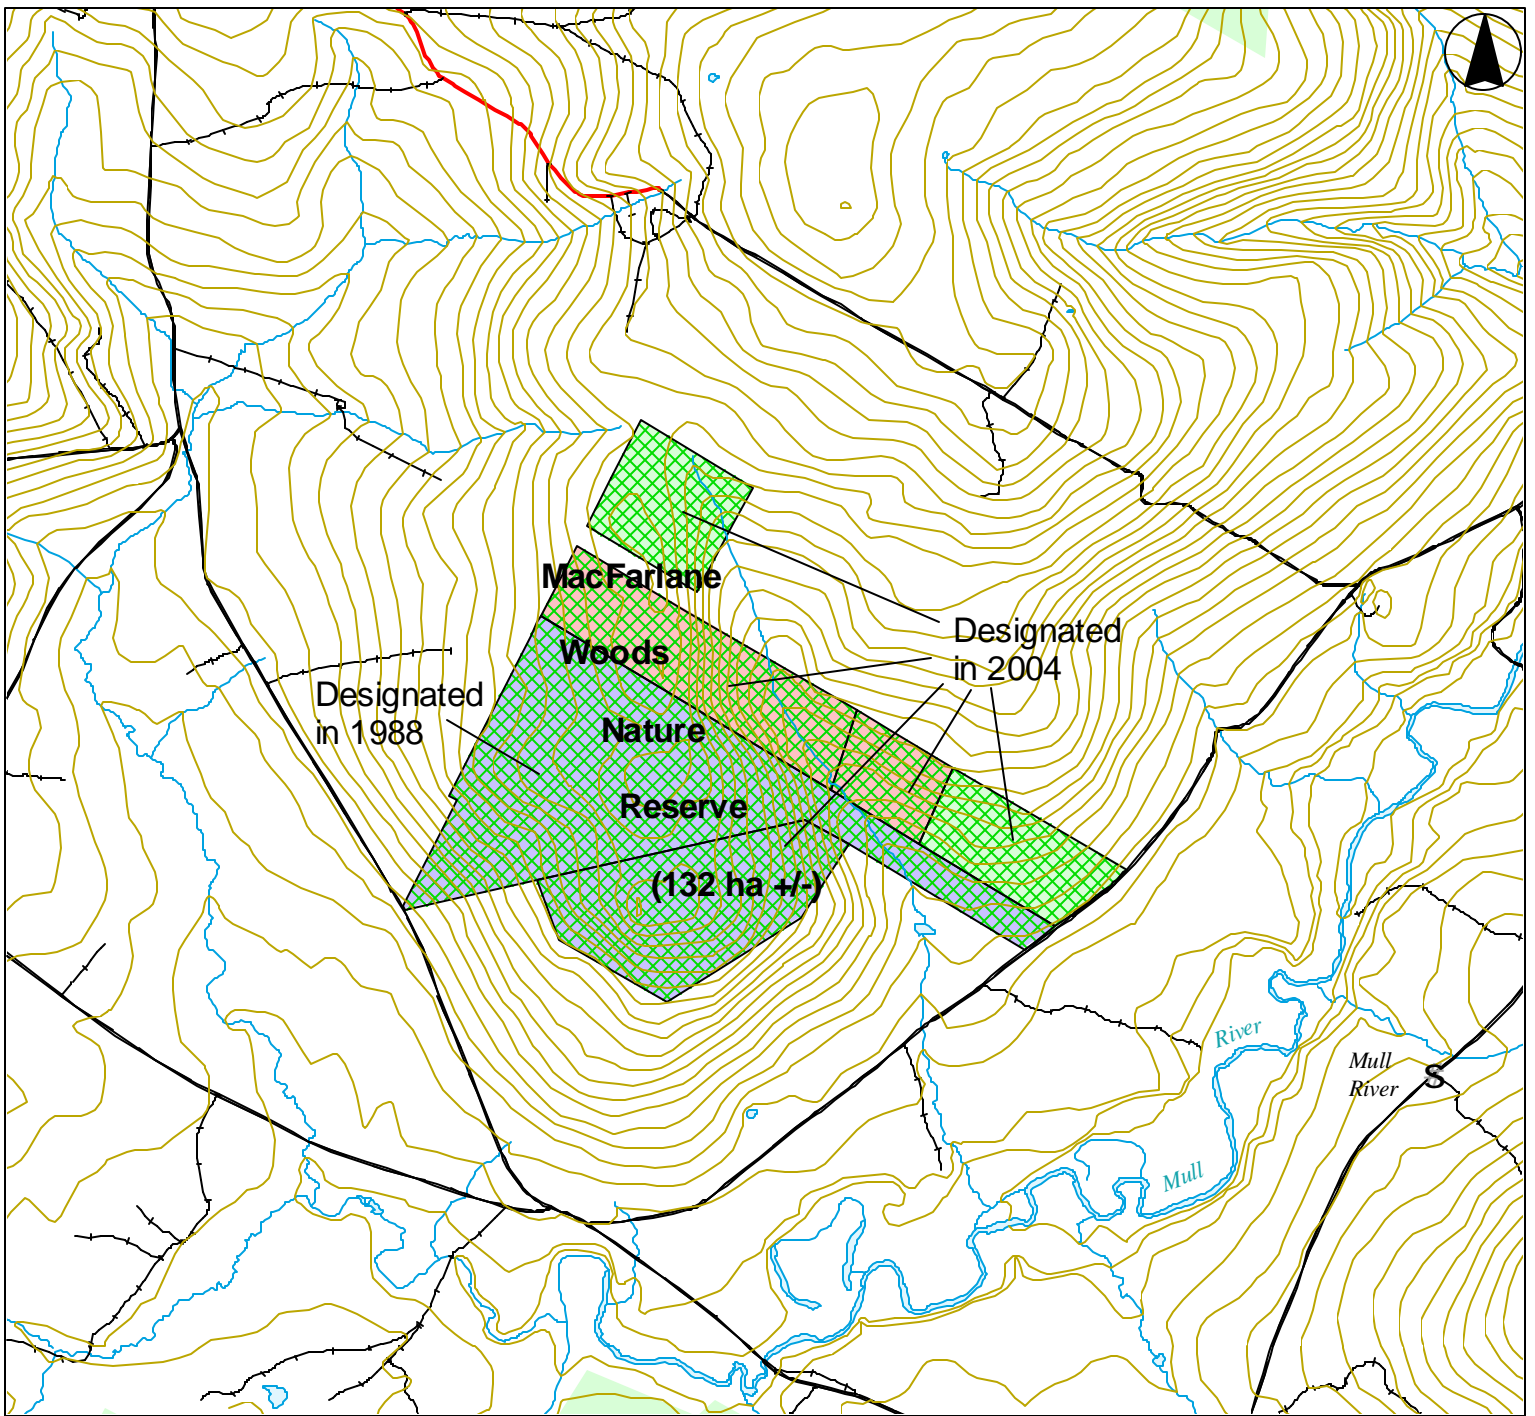 MacFarlane
Woods
Nature
Reserve
(132 ha +/-)
Designated
in 2004
Designated
in 1988
River
Mull
Mull
River
S